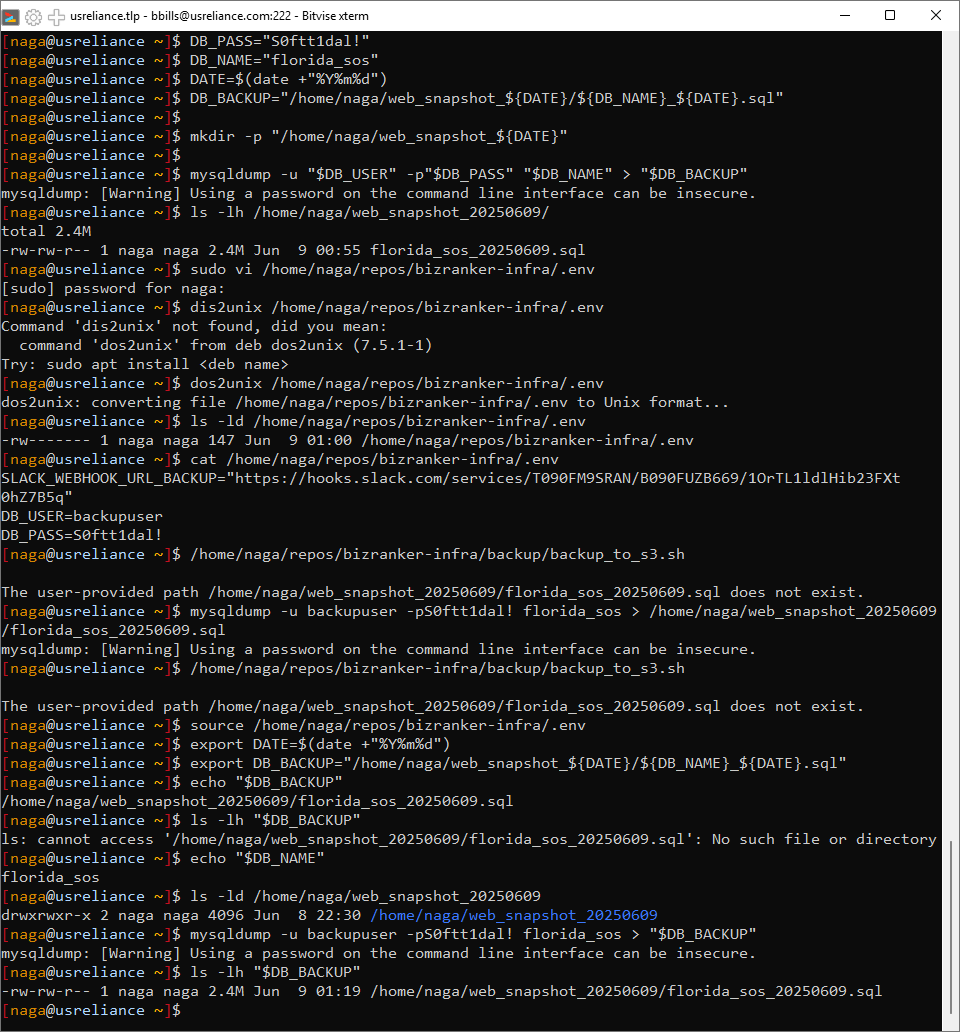 usreliance.tlp - bbills@usreliance.com:222 - Bitvise xterm
[naga@usreliance ~]$ DB_PASS="S0ftt1dal!"
[naga@usreliance ~]$ DB_NAME="florida_sos"
[naga@usreliance ~]$ DATE=$(date +"%Y%m%d")
[naga@usreliance ~]$ DB_BACKUP="/home/naga/web_snapshot_${DATE}/${DB_NAME}_${DATE}.sql"
[naga@usreliance ~]$
[naga@usreliance ~]$ mkdir -p "/home/naga/web_snapshot_${DATE}"
[naga@usreliance ~]$
[naga@usreliance ~]$ mysqldump -u "$DB_USER" -p"$DB_PASS" "$DB_NAME" > "$DB_BACKUP"
mysqldump: [Warning] Using a password on the command line interface can be insecure.
[naga@usreliance ~]$ ls -lh /home/naga/web_snapshot_20250609/
total 2.4M
-rw-rw-r-- 1 naga naga 2.4M Jun  9 00:55 florida_sos_20250609.sql
[naga@usreliance ~]$ sudo vi /home/naga/repos/bizranker-infra/.env
[sudo] password for naga:
[naga@usreliance ~]$ dis2unix /home/naga/repos/bizranker-infra/.env
Command 'dis2unix' not found, did you mean:
  command 'dos2unix' from deb dos2unix (7.5.1-1)
Try: sudo apt install <deb name>
[naga@usreliance ~]$ dos2unix /home/naga/repos/bizranker-infra/.env
dos2unix: converting file /home/naga/repos/bizranker-infra/.env to Unix format...
[naga@usreliance ~]$ ls -ld /home/naga/repos/bizranker-infra/.env
-rw------- 1 naga naga 147 Jun  9 01:00 /home/naga/repos/bizranker-infra/.env
[naga@usreliance ~]$ cat /home/naga/repos/bizranker-infra/.env
SLACK_WEBHOOK_URL_BACKUP="https://hooks.slack.com/services/T090FM9SRAN/B090FUZB669/1OrTL1ldlHib23FXt
0hZ7B5q"
DB_USER=backupuser
DB_PASS=S0ftt1dal!
[naga@usreliance ~]$ /home/naga/repos/bizranker-infra/backup/backup_to_s3.sh

The user-provided path /home/naga/web_snapshot_20250609/florida_sos_20250609.sql does not exist.
[naga@usreliance ~]$ mysqldump -u backupuser -pS0ftt1dal! florida_sos > /home/naga/web_snapshot_20250609
/florida_sos_20250609.sql
mysqldump: [Warning] Using a password on the command line interface can be insecure.
[naga@usreliance ~]$ /home/naga/repos/bizranker-infra/backup/backup_to_s3.sh

The user-provided path /home/naga/web_snapshot_20250609/florida_sos_20250609.sql does not exist.
[naga@usreliance ~]$ source /home/naga/repos/bizranker-infra/.env
[naga@usreliance ~]$ export DATE=$(date +"%Y%m%d")
[naga@usreliance ~]$ export DB_BACKUP="/home/naga/web_snapshot_${DATE}/${DB_NAME}_${DATE}.sql"
[naga@usreliance ~]$ echo "$DB_BACKUP"
/home/naga/web_snapshot_20250609/florida_sos_20250609.sql
[naga@usreliance ~]$ ls -lh "$DB_BACKUP"
ls: cannot access '/home/naga/web_snapshot_20250609/florida_sos_20250609.sql': No such file or directory
[naga@usreliance ~]$ echo "$DB_NAME"
florida_sos
[naga@usreliance ~]$ ls -ld /home/naga/web_snapshot_20250609
drwxrwxr-x 2 naga naga 4096 Jun  8 22:30 /home/naga/web_snapshot_20250609
[naga@usreliance ~]$ mysqldump -u backupuser -pS0ftt1dal! florida_sos > "$DB_BACKUP"
mysqldump: [Warning] Using a password on the command line interface can be insecure.
[naga@usreliance ~]$ ls -lh "$DB_BACKUP"
-rw-rw-r-- 1 naga naga 2.4M Jun  9 01:19 /home/naga/web_snapshot_20250609/florida_sos_20250609.sql
[naga@usreliance ~]$